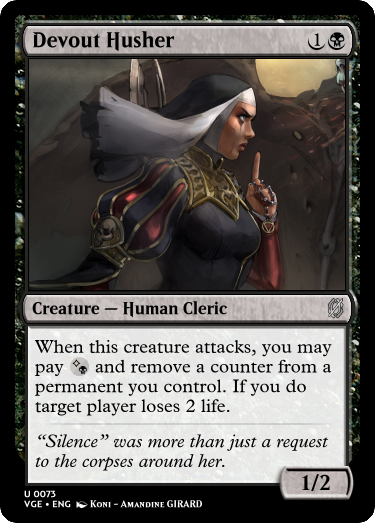 Devout Husher 1
Creature — Human Cleric
When this creature attacks, you may
pay and remove a counter from a
permanent you control. If you do
target player loses 2 life.
“Silence” was more than just a request
to the corpses around her.
1/2
U 0073
VGE • ENG Koni – Amandine GIRARD